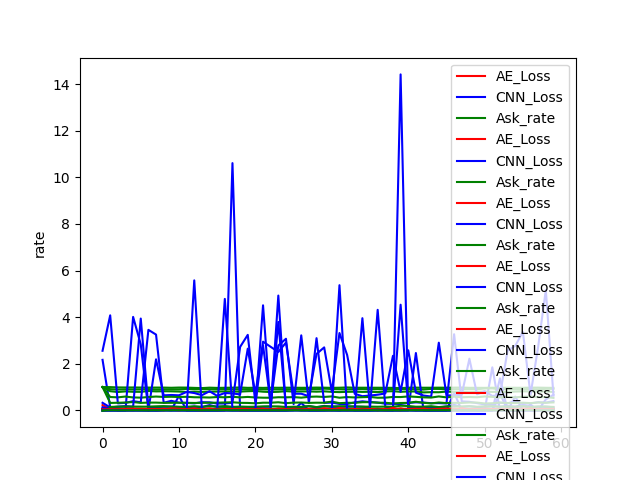 14
12
10
8
6
4
2
0
rate
0
10
20
30
40
50
60
AE_Loss
CNN_Loss
Ask_rate
AE_Loss
CNN_Loss
Ask_rate
AE_Loss
CNN_Loss
Ask_rate
AE_Loss
CNN_Loss
Ask_rate
AE_Loss
CNN_Loss
Ask_rate
AE_Loss
CNN_Loss
Ask_rate
AE_Loss
CNN_Loss